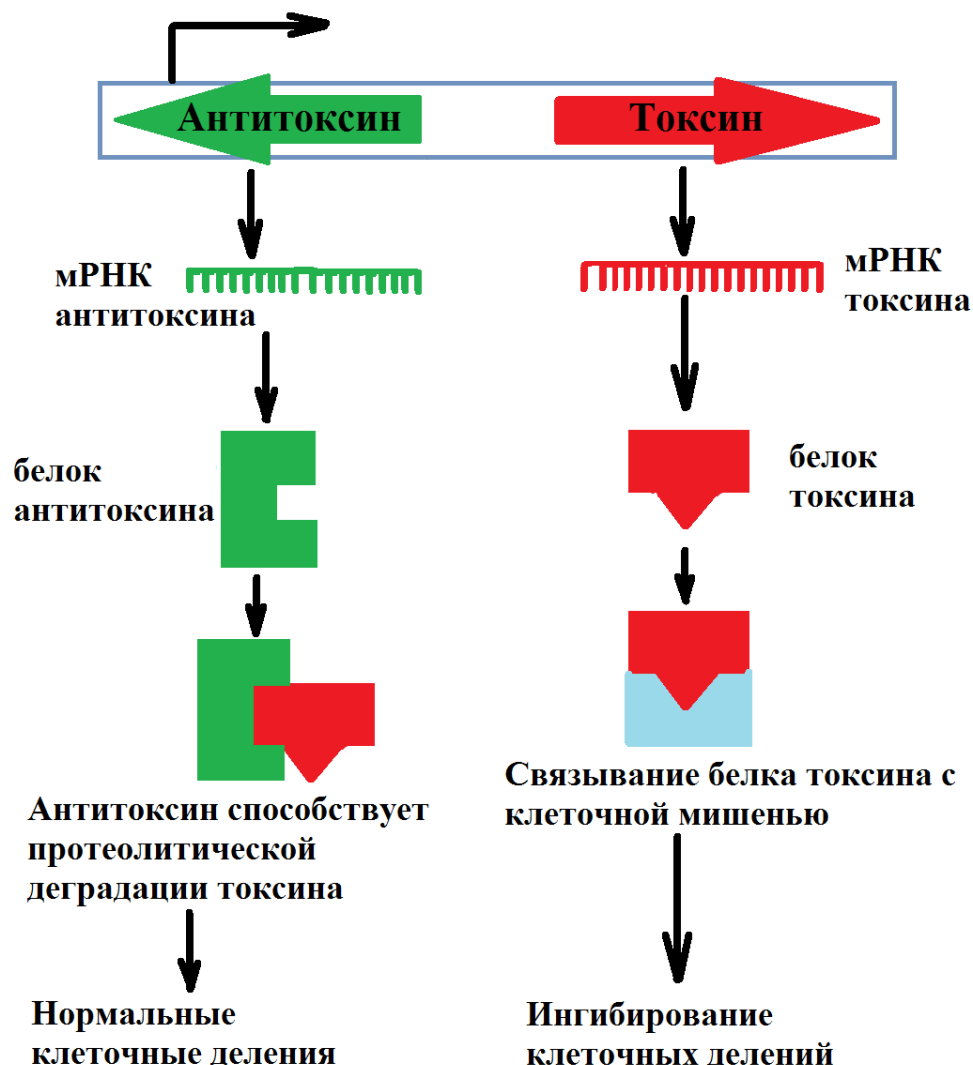 Антитоксин
Токсин
мРНК
антитоксина
мРНК
токсина
белок
антитоксина
белок
токсина
Антитоксин способствует
протеолитической
деградации токсина
Связывание белка токсина с
клеточной мишенью
Нормальные
клеточные деления
Ингибирование
клеточных делений